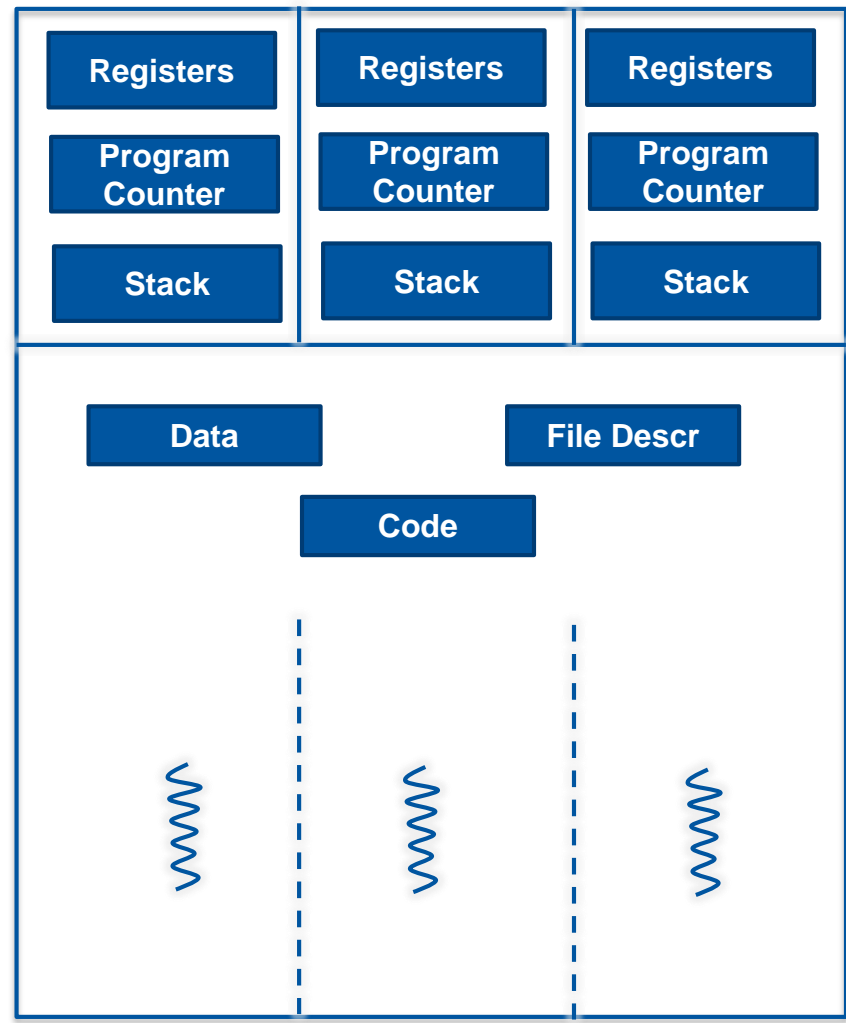 Registers
Registers
Registers
Program
Counter
Program
Counter
Program
Counter
Stack
Stack
Stack
Data
File Descr
Code